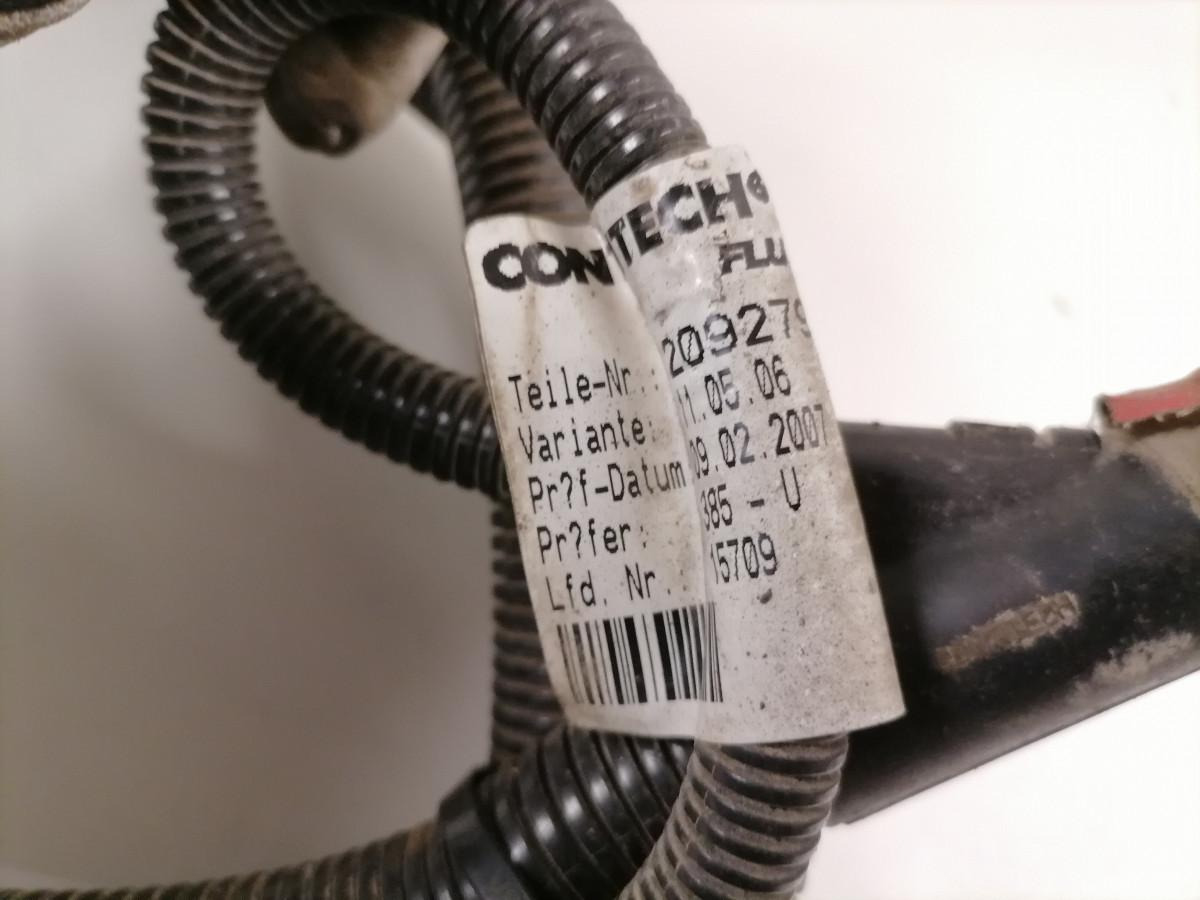 CONTECH®
FLU
Teile-Nr.: 209279
Variante: 11.05.06
Pr?f-Datum 09.02.2007
Pr?fer: 385 - U
Lfd. Nr.: 15709